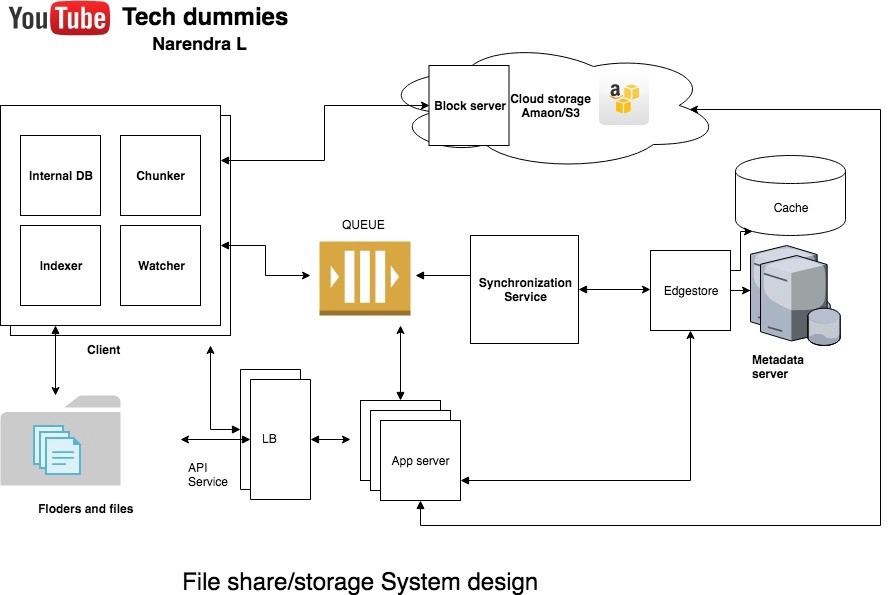 YouTube Tech dummies
Narendra L
Block server
Cloud storage
Amaon/S3
a
Internal DB
Chunker
Indexer
Watcher
Client
QUEUE
Synchronization
Service
Edgestore
Cache
Metadata
server
LB
API
Service
App server
Floders and files
File share/storage System design